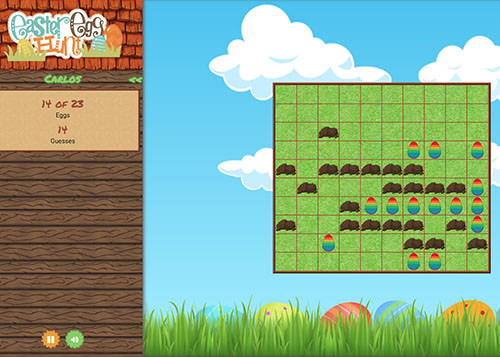 Easter Egg
Hunt
Carlos <<
14 of 23
Eggs
14
Guesses